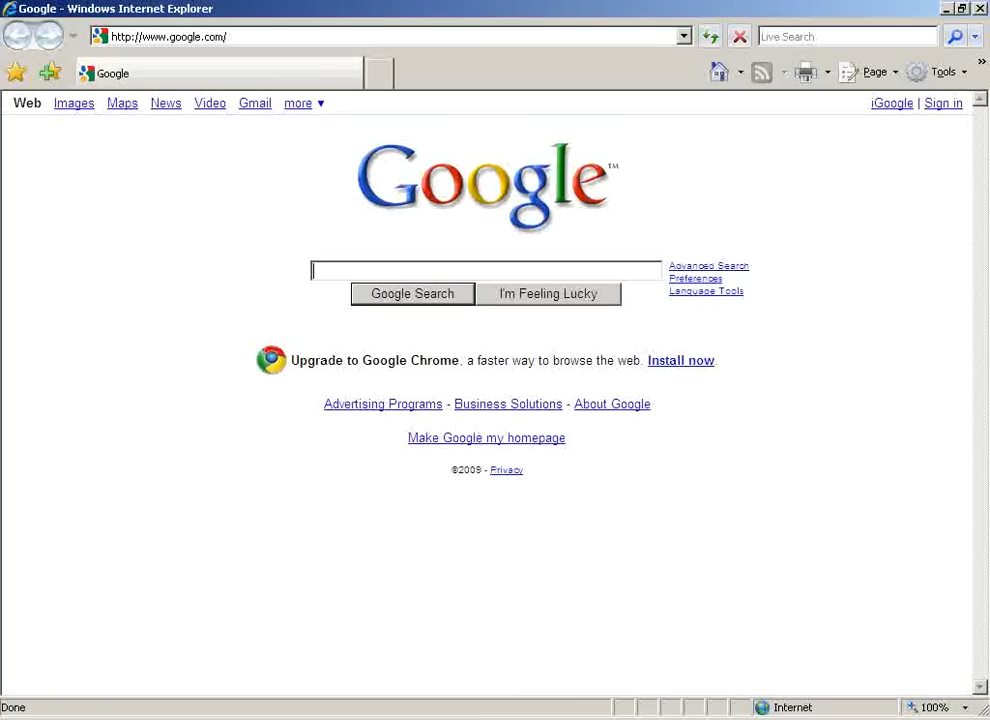 Google - Windows Internet Explorer
http://www.google.com/
Live Search
Google
Page
Tools
Web Images Maps News Video Gmail more ▼
iGoogle | Sign in
Google™
Advanced Search
Preferences
Language Tools
Google Search
I'm Feeling Lucky
Upgrade to Google Chrome, a faster way to browse the web. Install now.
Advertising Programs - Business Solutions - About Google
Make Google my homepage
©2009 - Privacy
Done
Internet
100%